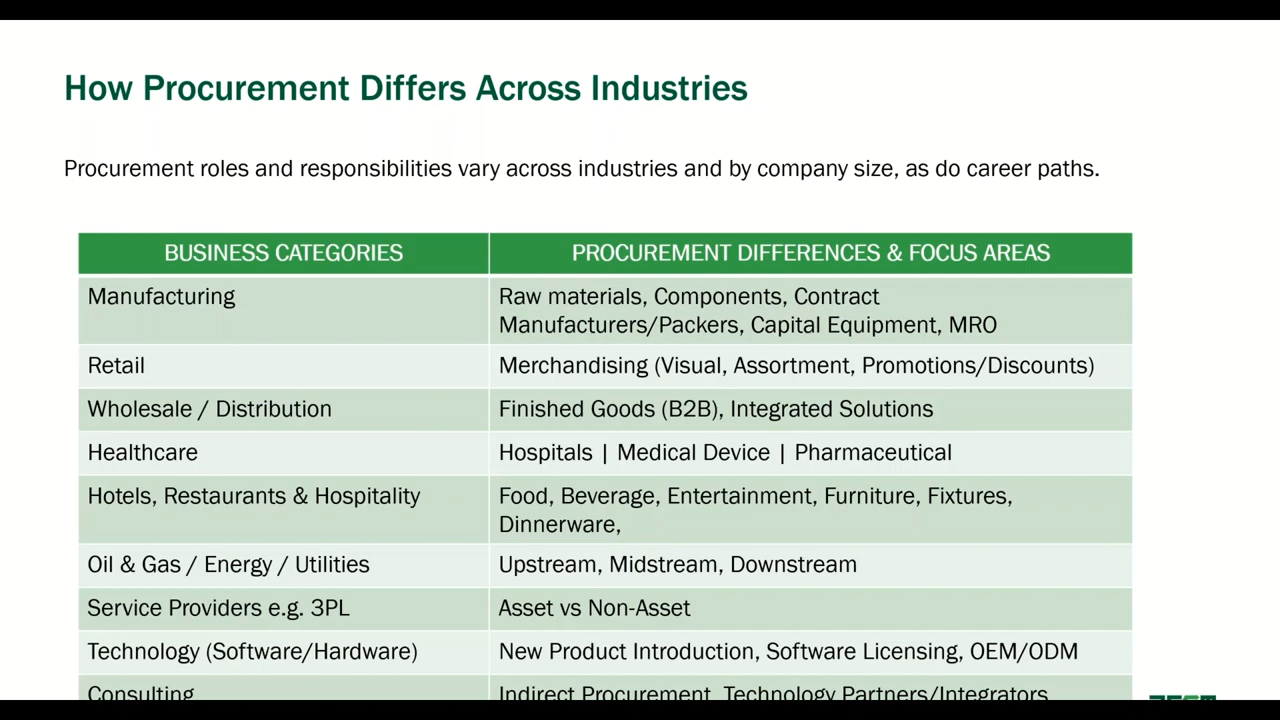 How Procurement Differs Across Industries
Procurement roles and responsibilities vary across industries and by company size, as do career paths.
BUSINESS CATEGORIES
PROCUREMENT DIFFERENCES & FOCUS AREAS
Manufacturing
Raw materials, Components, Contract
Manufacturers/Packers, Capital Equipment, MRO
Retail
Merchandising (Visual, Assortment, Promotions/Discounts)
Wholesale / Distribution
Finished Goods (B2B), Integrated Solutions
Healthcare
Hospitals | Medical Device | Pharmaceutical
Hotels, Restaurants & Hospitality
Food, Beverage, Entertainment, Furniture, Fixtures,
Dinnerware,
Oil & Gas / Energy / Utilities
Upstream, Midstream, Downstream
Service Providers e.g. 3PL
Asset vs Non-Asset
Technology (Software/Hardware)
New Product Introduction, Software Licensing, OEM/ODM
Consulting
Indirect Procurement, Technology Partners/Integrators